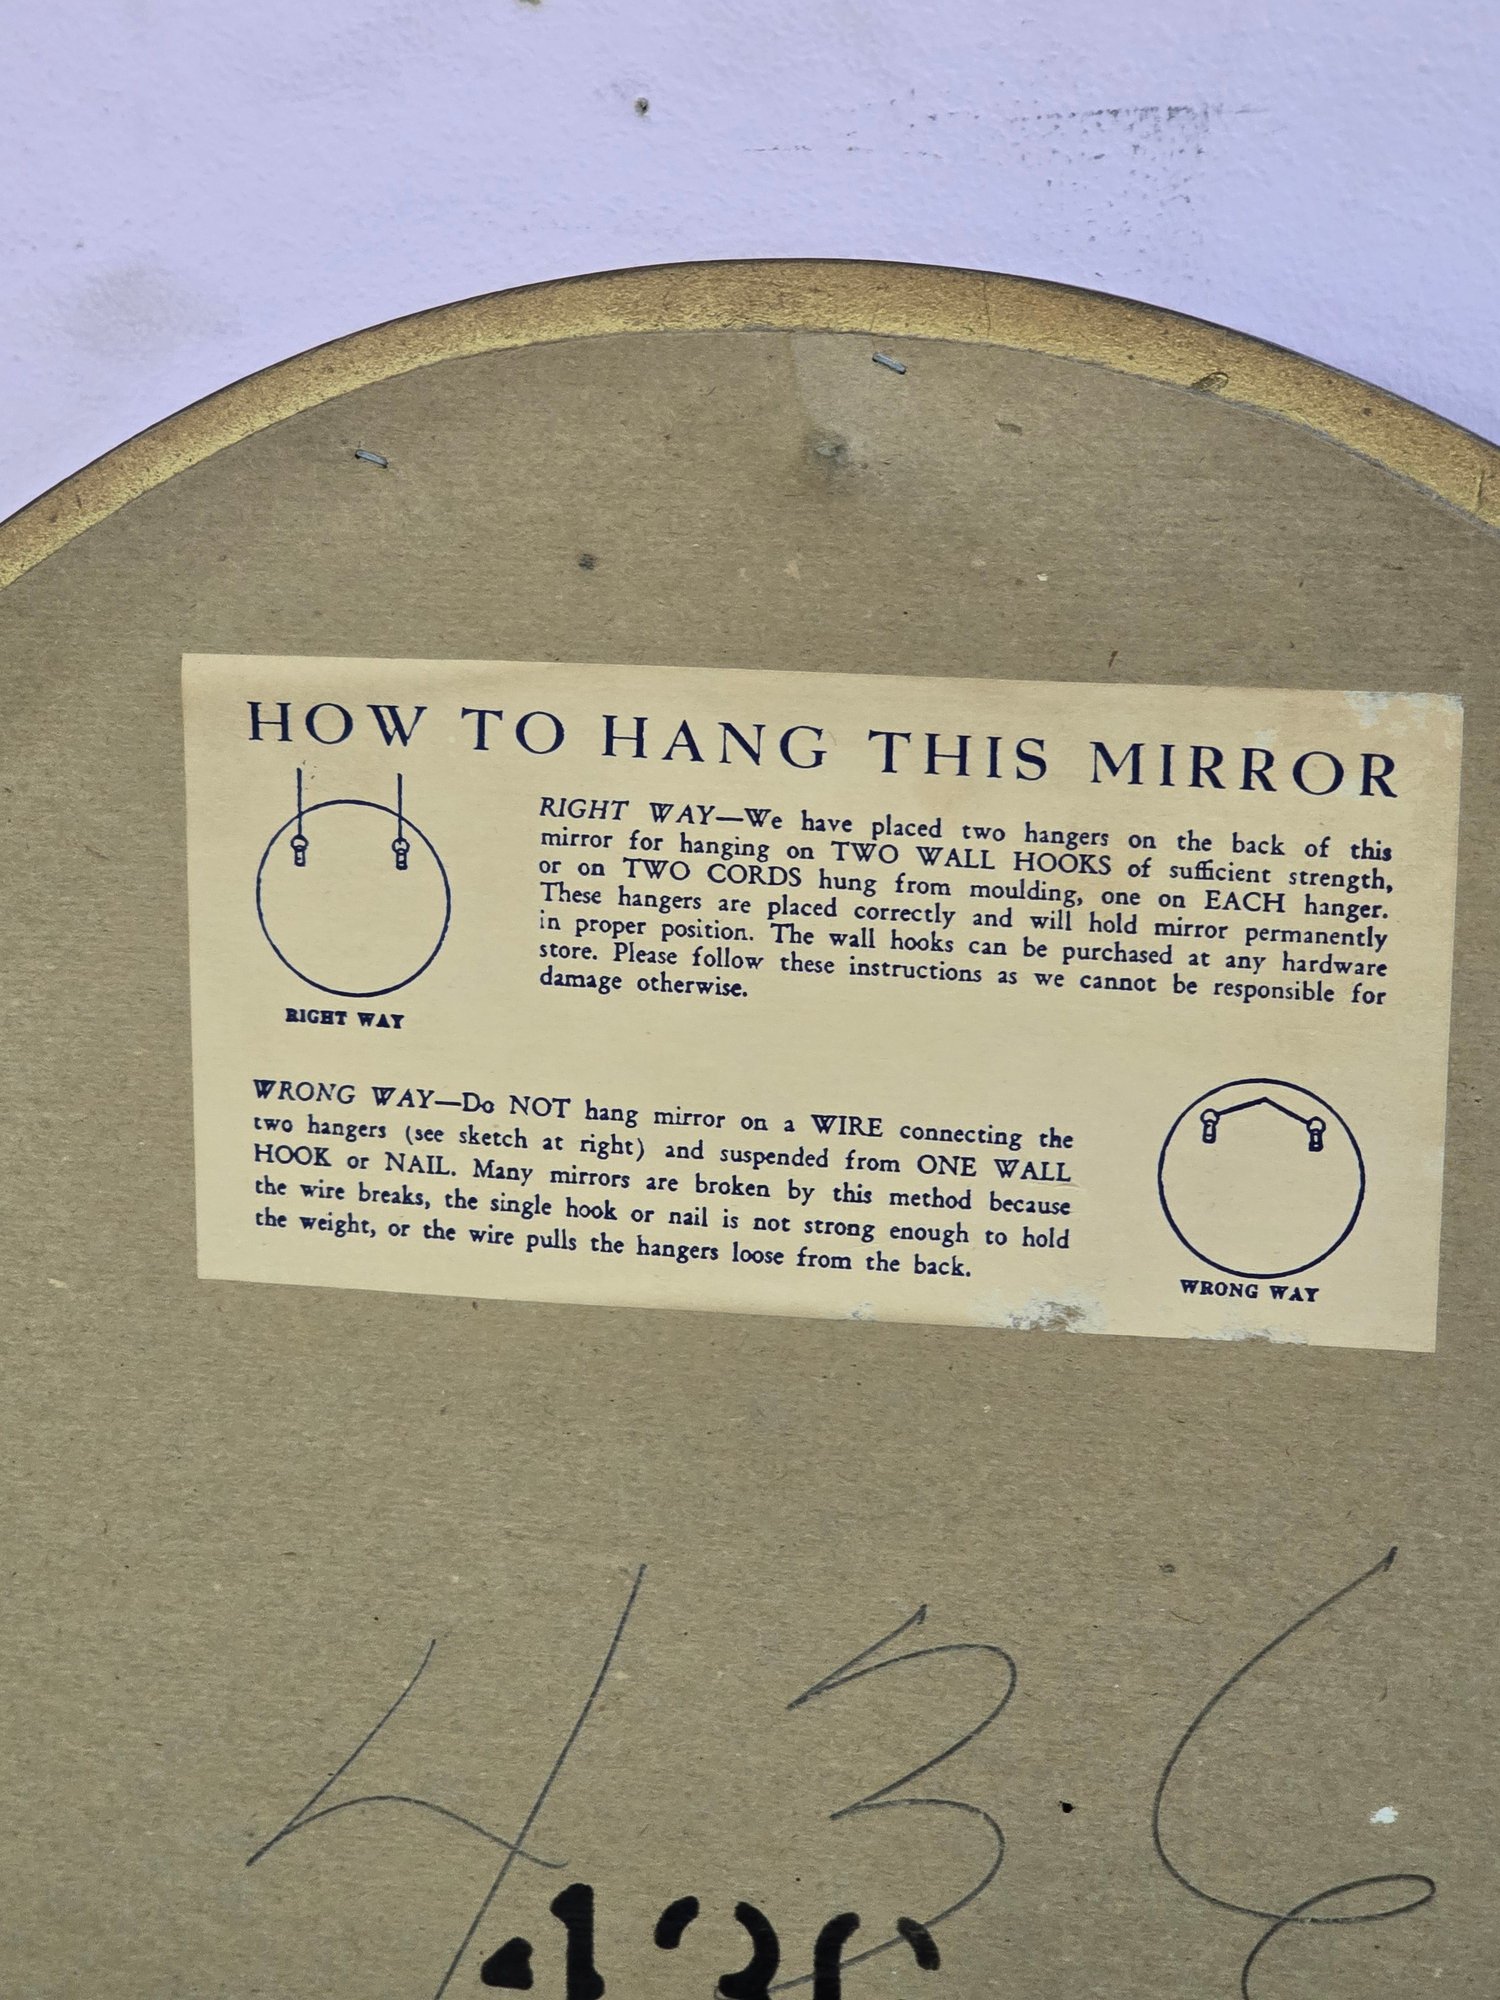 HOW TO HANG THIS MIRROR
RIGHT WAY—We have placed two hangers on the back of this
mirror for hanging on TWO WALL HOOKS of sufficient strength,
or on TWO CORDS hung from moulding, one on EACH hanger.
These hangers are placed correctly and will hold mirror permanently
in proper position. The wall hooks can be purchased at any hardware
store. Please follow these instructions as we cannot be responsible for
damage otherwise.
RIGHT WAY
WRONG WAY—Do NOT hang mirror on a WIRE connecting the
two hangers (see sketch at right) and suspended from ONE WALL
HOOK or NAIL. Many mirrors are broken by this method because
the wire breaks, the single hook or nail is not strong enough to hold
the weight, or the wire pulls the hangers loose from the back.
WRONG WAY
436